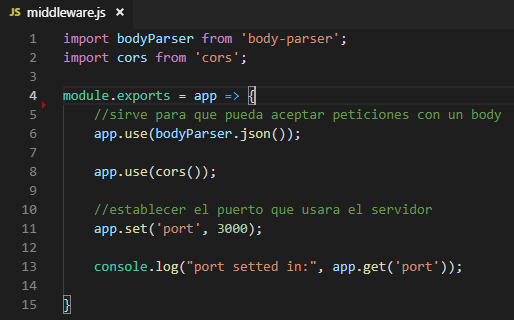 JS middleware.js ×
1 import bodyParser from 'body-parser';
2 import cors from 'cors';
3
4 module.exports = app => {
5 //sirve para que pueda aceptar peticiones con un body
6 app.use(bodyParser.json());
7
8 app.use(cors());
9
10 //establecer el puerto que usara el servidor
11 app.set('port', 3000);
12
13 console.log("port setted in:", app.get('port'));
14
15 }